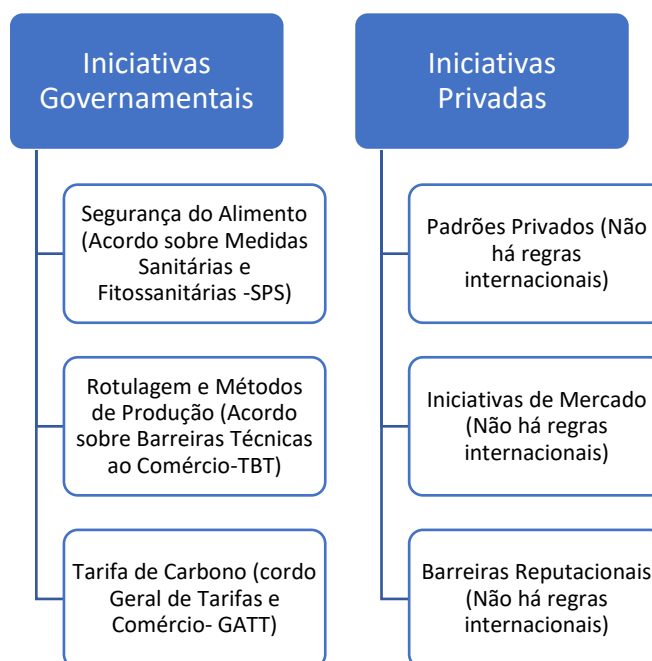 Iniciativas
Governamentais
Segurança do Alimento
(Acordo sobre Medidas
Sanitárias e
Fitossanitárias -SPS)
Rotulagem e Métodos
de Produção (Acordo
sobre Barreiras Técnicas
ao Comércio-TBT)
Tarifa de Carbono (cordo
Geral de Tarifas e
Comércio- GATT)
Iniciativas
Privadas
Padrões Privados (Não
há regras
internacionais)
Iniciativas de Mercado
(Não há regras
internacionais)
Barreiras Reputacionais
(Não há regras
internacionais)